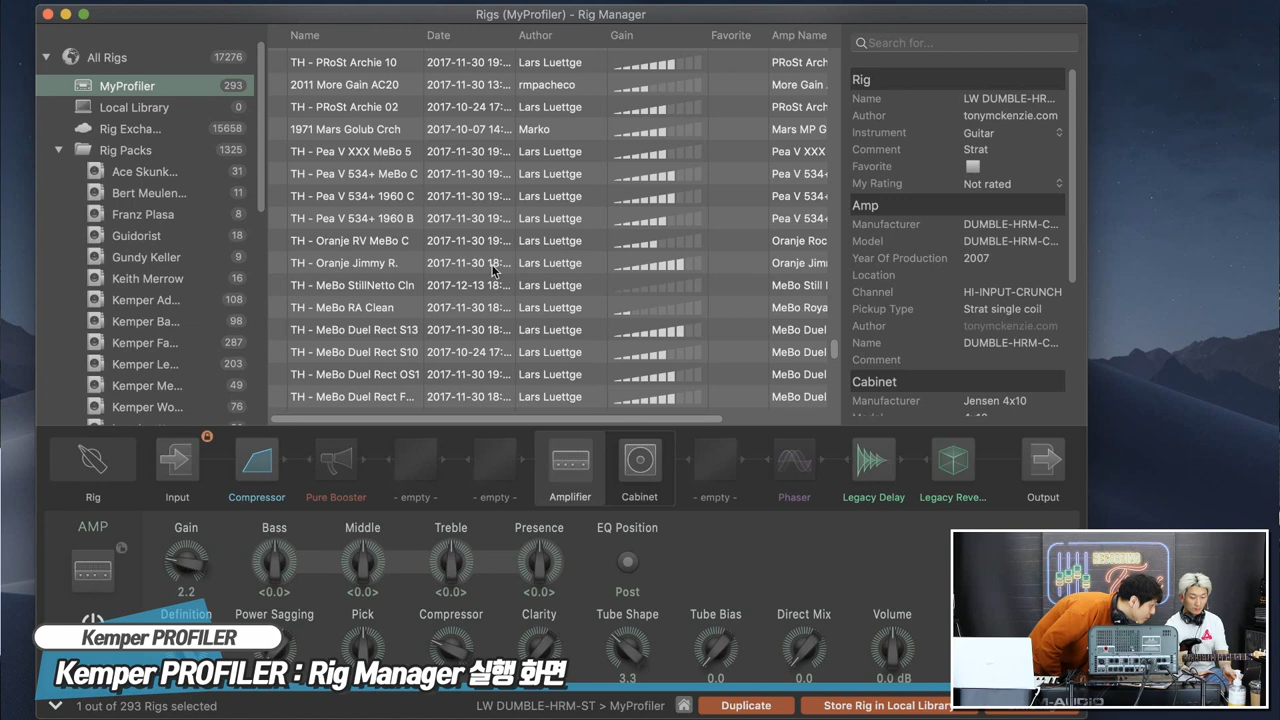 Rigs (MyProfiler) - Rig Manager
All Rigs 17276
MyProfiler 293
Local Library 0
Rig Excha... 15658
Rig Packs 1325
Ace Skunk... 31
Bert Meulen... 11
Franz Plasa 8
Guidorist 18
Gundy Keller 9
Keith Merrow 16
Kemper Ad... 108
Kemper Ba... 98
Kemper Fa... 287
Kemper Le... 203
Kemper Me... 49
Kemper Wo... 76
Name Date Author Gain Favorite Amp Name
TH - PRoSt Archie 10 2017-11-30 19:... Lars Luettge PRoSt Arch
2011 More Gain AC20 2017-11-30 13:... rmpacheco More Gain
TH - PRoSt Archie 02 2017-10-24 17:... Lars Luettge PRoSt Arch
1971 Mars Golub Crch 2017-10-07 14:... Marko Mars MP G
TH - Pea V XXX MeBo 5 2017-11-30 19:... Lars Luettge Pea V XXX
TH - Pea V 534+ MeBo C 2017-11-30 19:... Lars Luettge Pea V 534+
TH - Pea V 534+ 1960 C 2017-11-30 19:... Lars Luettge Pea V 534+
TH - Pea V 534+ 1960 B 2017-11-30 19:... Lars Luettge Pea V 534+
TH - Oranje RV MeBo C 2017-11-30 19:... Lars Luettge Oranje Roc
TH - Oranje Jimmy R. 2017-11-30 18:... Lars Luettge Oranje Jim
TH - MeBo StillNetto Cln 2017-12-13 18:... Lars Luettge MeBo Still
TH - MeBo RA Clean 2017-11-30 18:... Lars Luettge MeBo Roya
TH - MeBo Duel Rect S13 2017-11-30 18:... Lars Luettge MeBo Duel
TH - MeBo Duel Rect S10 2017-10-24 17:... Lars Luettge MeBo Duel
TH - MeBo Duel Rect OS1 2017-11-30 19:... Lars Luettge MeBo Duel
TH - MeBo Duel Rect F... 2017-11-30 18:... Lars Luettge MeBo Duel
Search for...
Rig
Name LW DUMBLE-HR...
Author tonymckenzie.com
Instrument Guitar
Comment Strat
Favorite
My Rating Not rated
Amp
Manufacturer DUMBLE-HRM-C...
Model DUMBLE-HRM-C...
Year Of Production 2007
Location
Channel HI-INPUT-CRUNCH
Pickup Type Strat single coil
Author tonymckenzie.com
Name DUMBLE-HRM-C...
Comment
Cabinet
Manufacturer Jensen 4x10
Rig Input Compressor Pure Booster - empty - - empty - Amplifier Cabinet - empty - Phaser Legacy Delay Legacy Reve... Output
AMP Gain Bass Middle Treble Presence EQ Position
2.2 <0.0> <0.0> <0.0> <0.0> Post
Definition Power Sagging Pick Compressor Clarity Tube Shape Tube Bias Direct Mix Volume
3.3 0.0 0.0 0.0 dB
Kemper PROFILER
Kemper PROFILER : Rig Manager 실행 화면
1 out of 293 Rigs selected LW DUMBLE-HRM-ST > MyProfiler Duplicate Store Rig in Local Library
M-AUDIO